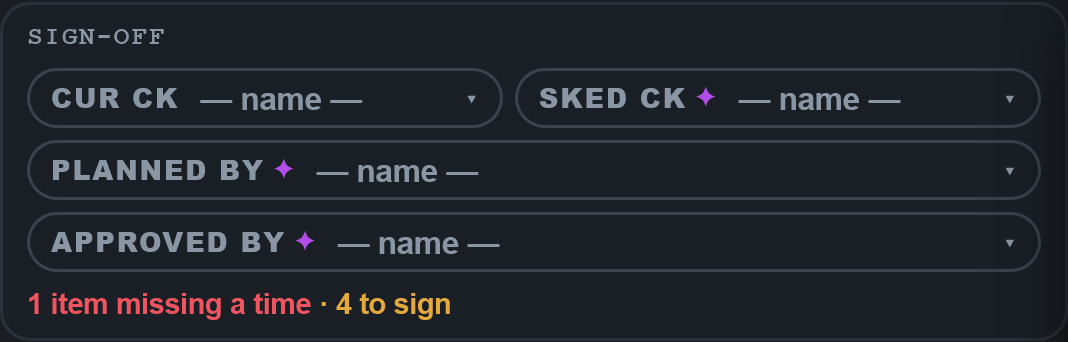 SIGN-OFF
CUR CK — name — ▾ SKED CK ✦ — name — ▾
PLANNED BY ✦ — name — ▾
APPROVED BY ✦ — name — ▾
1 item missing a time · 4 to sign